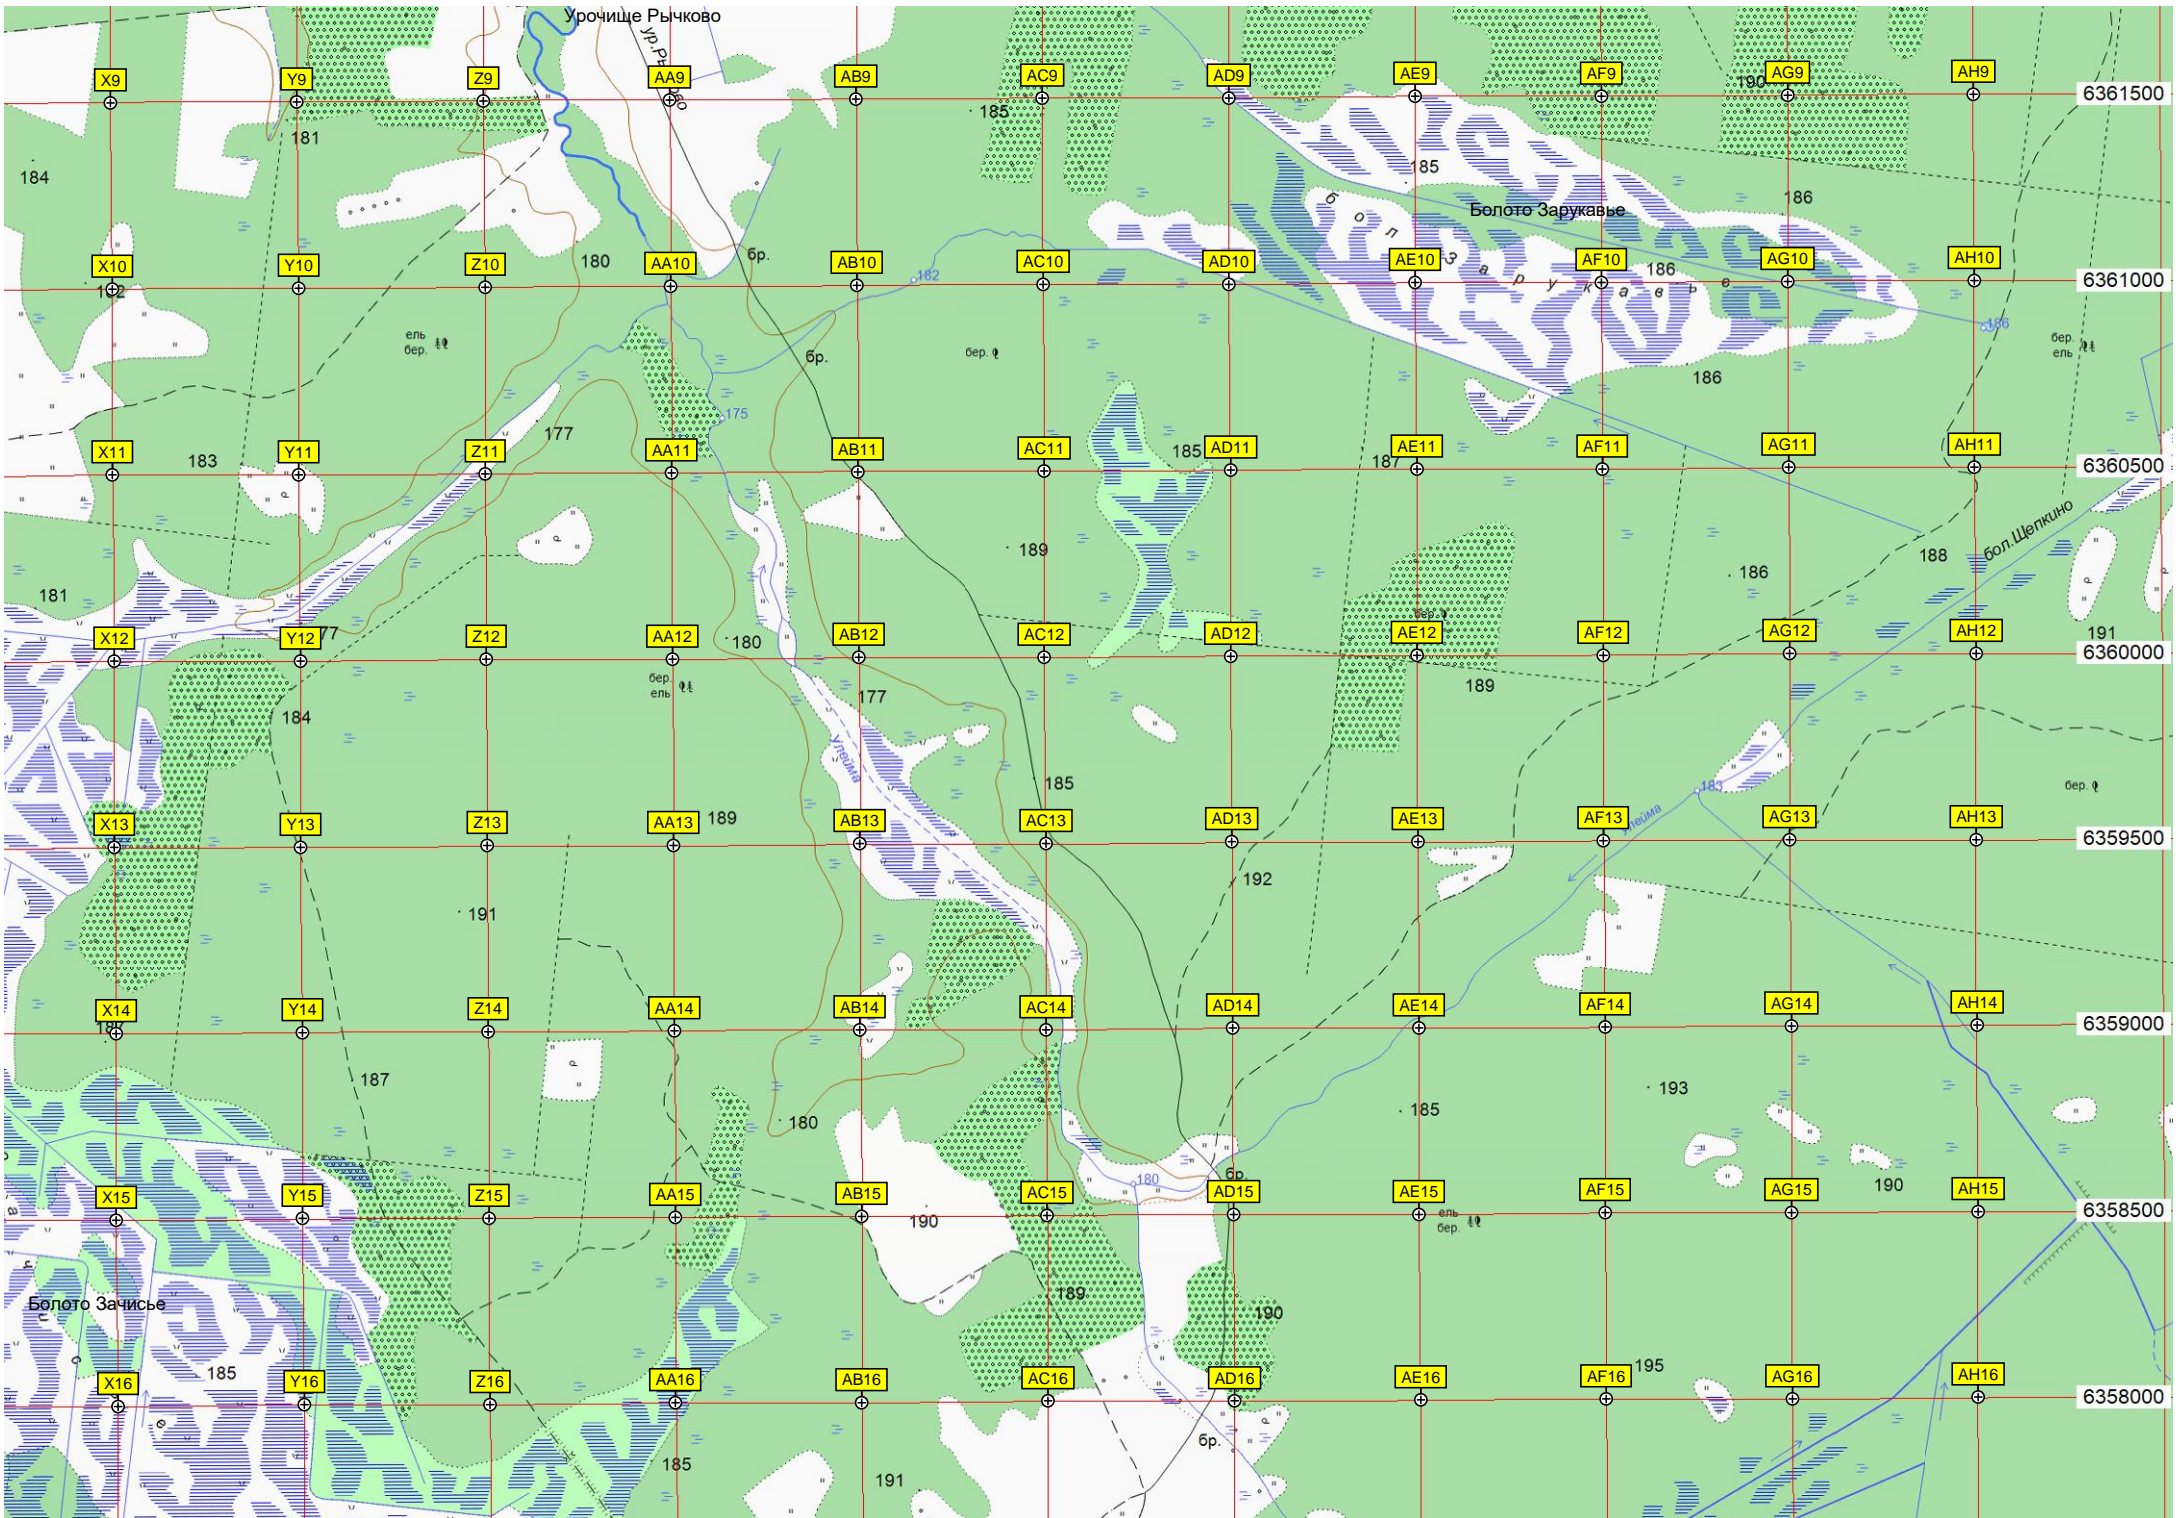 Урочище Рычково
X9 Y9 Z9 AA9 AB9 AC9 AD9 AE9 AF9 AG9 AH9
190
6361500
185
181
184
185
186
Болото Зарукавье
бол. Зарукавье
180
бр.
182
186
X10 Y10 Z10 AA10 AB10 AC10 AD10 AE10 AF10 AG10 AH10
6361000
186
ель
бер.
бр.
бер.
бер.
ель
186
175
177
X11 Y11 Z11 AA11 AB11 AC11 AD11 AE11 AF11 AG11 AH11
183
185
187
6360500
бол.Щелкино
189
188
186
181
бер.
X12 Y12 Z12 AA12 AB12 AC12 AD12 AE12 AF12 AG12 AH12
180
191
6360000
бер.
ель
177
189
184
Улейма
185
183
бер.
X13 Y13 Z13 AA13 AB13 AC13 AD13 AE13 AF13 AG13 AH13
189
Улейма
6359500
192
191
X14 Y14 Z14 AA14 AB14 AC14 AD14 AE14 AF14 AG14 AH14
6359000
187
193
185
180
бр.
180
190
X15 Y15 Z15 AA15 AB15 AC15 AD15 AE15 AF15 AG15 AH15
190
ель
бер.
6358500
Болото Зачисье
189
190
185
195
X16 Y16 Z16 AA16 AB16 AC16 AD16 AE16 AF16 AG16 AH16
6358000
бр.
185
191